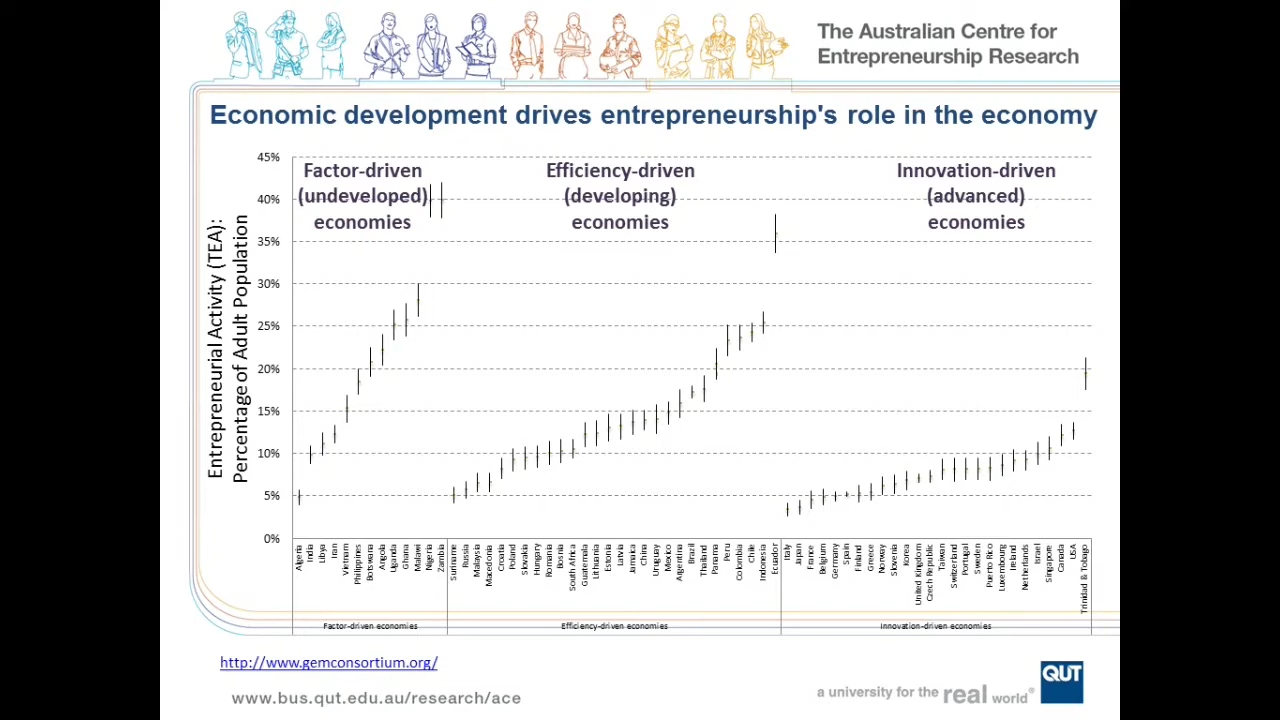 The Australian Centre for
Entrepreneurship Research
Economic development drives entrepreneurship's role in the economy
Entrepreneurial Activity (TEA):
Percentage of Adult Population
45%
40%
35%
30%
25%
20%
15%
10%
5%
0%
Factor-driven
(undeveloped)
economies
Efficiency-driven
(developing)
economies
Innovation-driven
(advanced)
economies
Algeria
India
Libya
Iran
Vietnam
Philippines
Botswana
Angola
Uganda
Ghana
Malawi
Nigeria
Zambia
Suriname
Russia
Malaysia
Macedonia
Croatia
Poland
Slovakia
Hungary
Romania
Bosnia
South Africa
Guatemala
Lithuania
Estonia
Latvia
Jamaica
China
Uruguay
Mexico
Argentina
Brazil
Thailand
Panama
Peru
Colombia
Chile
Indonesia
Ecuador
Italy
Japan
France
Belgium
Germany
Spain
Finland
Greece
Norway
Slovenia
Korea
United Kingdom
Czech Republic
Taiwan
Switzerland
Portugal
Sweden
Puerto Rico
Luxembourg
Ireland
Netherlands
Israel
Singapore
Canada
USA
Trinidad & Tobago
Factor-driven economies
Efficiency-driven economies
Innovation-driven economies
http://www.gemconsortium.org/
www.bus.qut.edu.au/research/ace
a university for the real world®
QUT